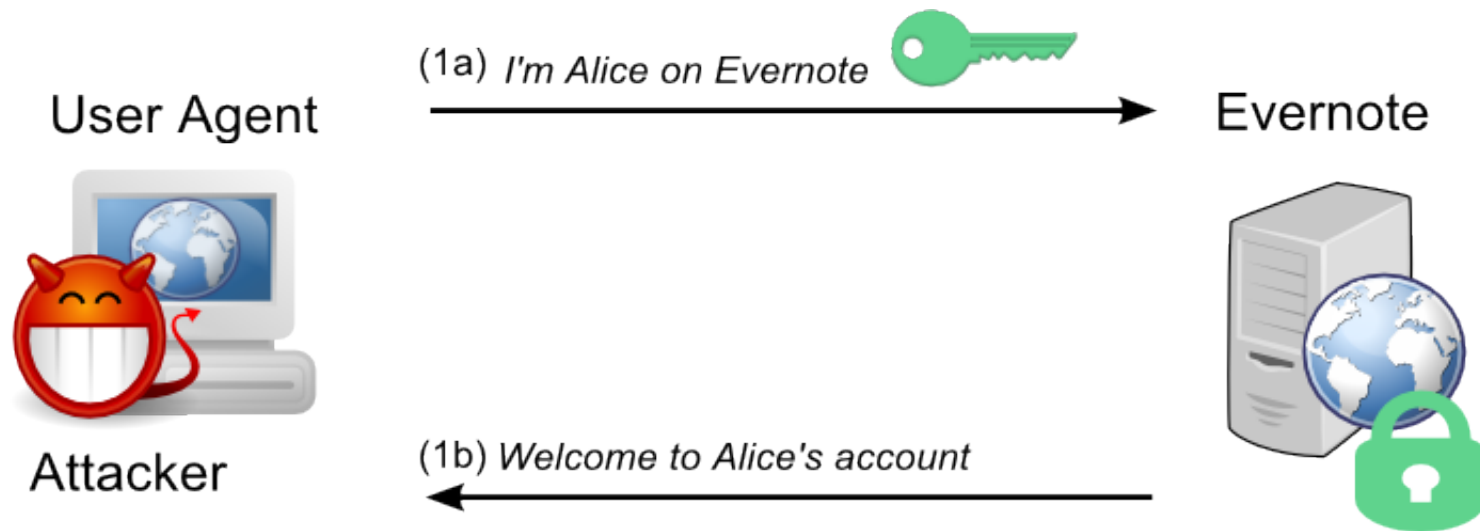 (1a) I'm Alice on Evernote
User Agent
Evernote
Attacker
(1b) Welcome to Alice's account